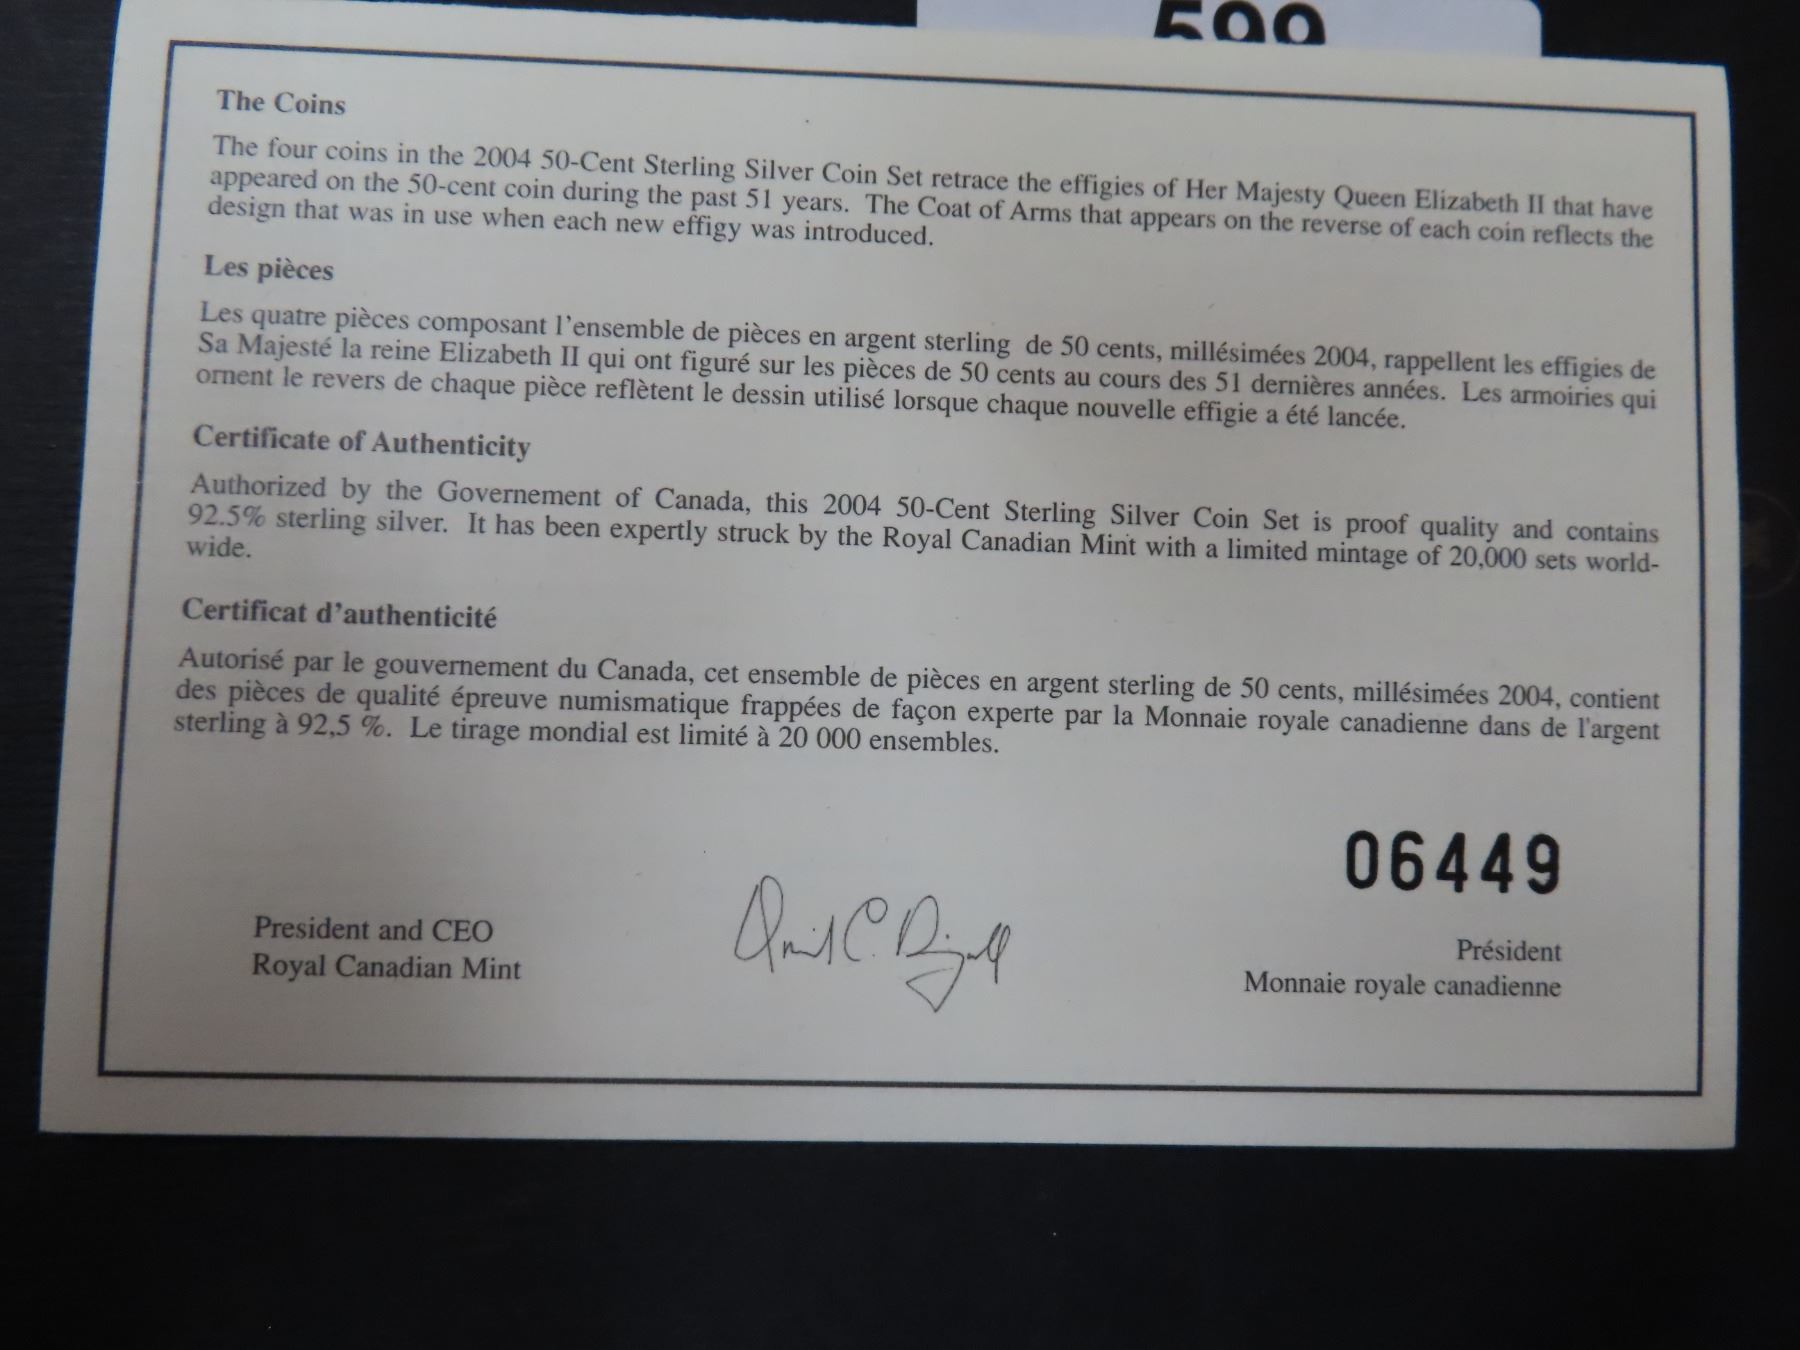 599
The Coins
The four coins in the 2004 50-Cent Sterling Silver Coin Set retrace the effigies of Her Majesty Queen Elizabeth II that have
appeared on the 50-cent coin during the past 51 years. The Coat of Arms that appears on the reverse of each coin reflects the
design that was in use when each new effigy was introduced.
Les pièces
Les quatre pièces composant l'ensemble de pièces en argent sterling de 50 cents, millésimées 2004, rappellent les effigies de
Sa Majesté la reine Elizabeth II qui ont figuré sur les pièces de 50 cents au cours des 51 dernières années. Les armoiries qui
ornent le revers de chaque pièce reflètent le dessin utilisé lorsque chaque nouvelle effigie a été lancée.
Certificate of Authenticity
Authorized by the Governement of Canada, this 2004 50-Cent Sterling Silver Coin Set is proof quality and contains
92.5% sterling silver. It has been expertly struck by the Royal Canadian Mint with a limited mintage of 20,000 sets world-
wide.
Certificat d'authenticité
Autorisé par le gouvernement du Canada, cet ensemble de pièces en argent sterling de 50 cents, millésimées 2004, contient
des pièces de qualité épreuve numismatique frappées de façon experte par la Monnaie royale canadienne dans de l'argent
sterling à 92,5 %. Le tirage mondial est limité à 20 000 ensembles.
06449
President and CEO
Royal Canadian Mint
Président
Monnaie royale canadienne